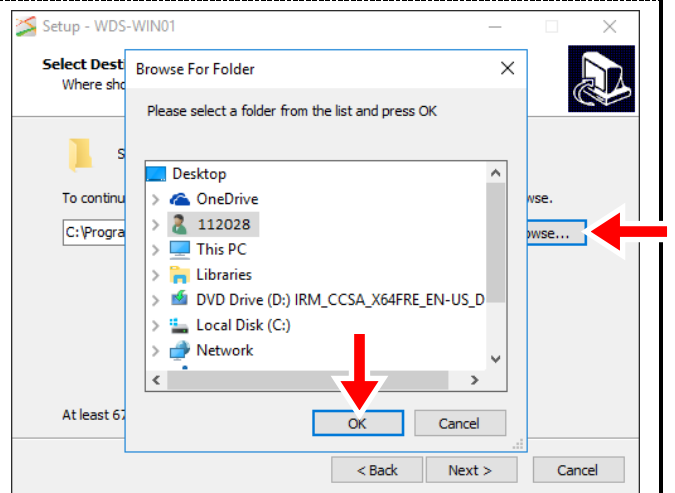 Setup - WDS-WIN01
Select Dest
Where sho
Browse For Folder
Please select a folder from the list and press OK
S
To continu
wse.
C:\Progra
owse...
Desktop
OneDrive
112028
This PC
Libraries
DVD Drive (D:) IRM_CCSA_X64FRE_EN-US_D
Local Disk (C:)
Network
At least 67
OK
Cancel
< Back
Next >
Cancel